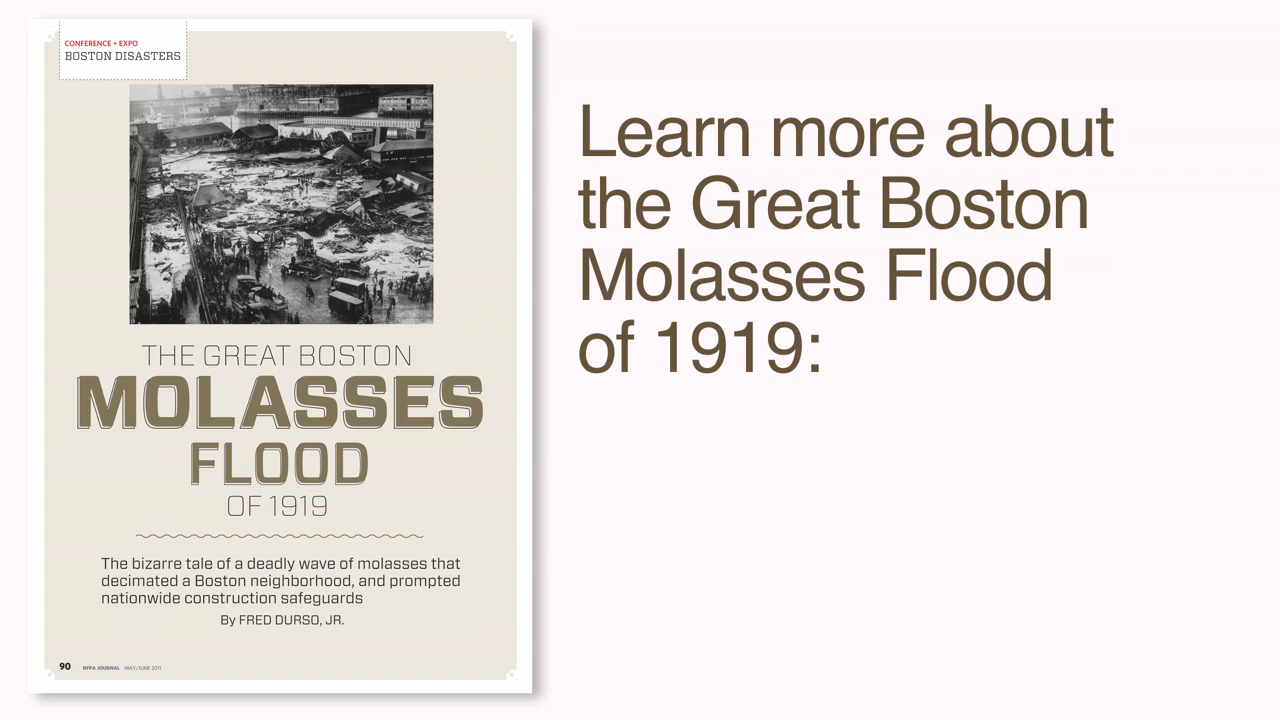 CONFERENCE + EXPO
BOSTON DISASTERS
THE GREAT BOSTON
MOLASSES
FLOOD
OF 1919
The bizarre tale of a deadly wave of molasses that
decimated a Boston neighborhood, and prompted
nationwide construction safeguards
By FRED DURSO, JR.
90 NFPA JOURNAL MAY/JUNE 2011
Learn more about
the Great Boston
Molasses Flood
of 1919: